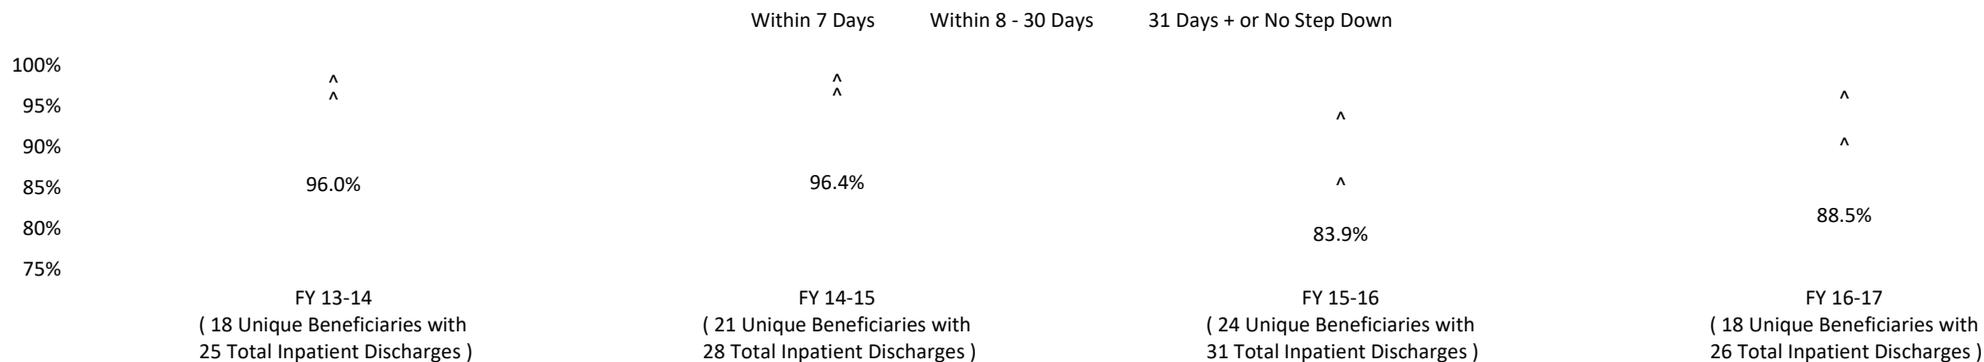 Within 7 Days Within 8 - 30 Days 31 Days + or No Step Down
100%
^ ^
^ ^ ^
95%
^
90% ^
85% 96.0% 96.4% ^
88.5%
80% 83.9%
75%
FY 13-14 FY 14-15 FY 15-16 FY 16-17
( 18 Unique Beneficiaries with ( 21 Unique Beneficiaries with ( 24 Unique Beneficiaries with ( 18 Unique Beneficiaries with
25 Total Inpatient Discharges ) 28 Total Inpatient Discharges ) 31 Total Inpatient Discharges ) 26 Total Inpatient Discharges )